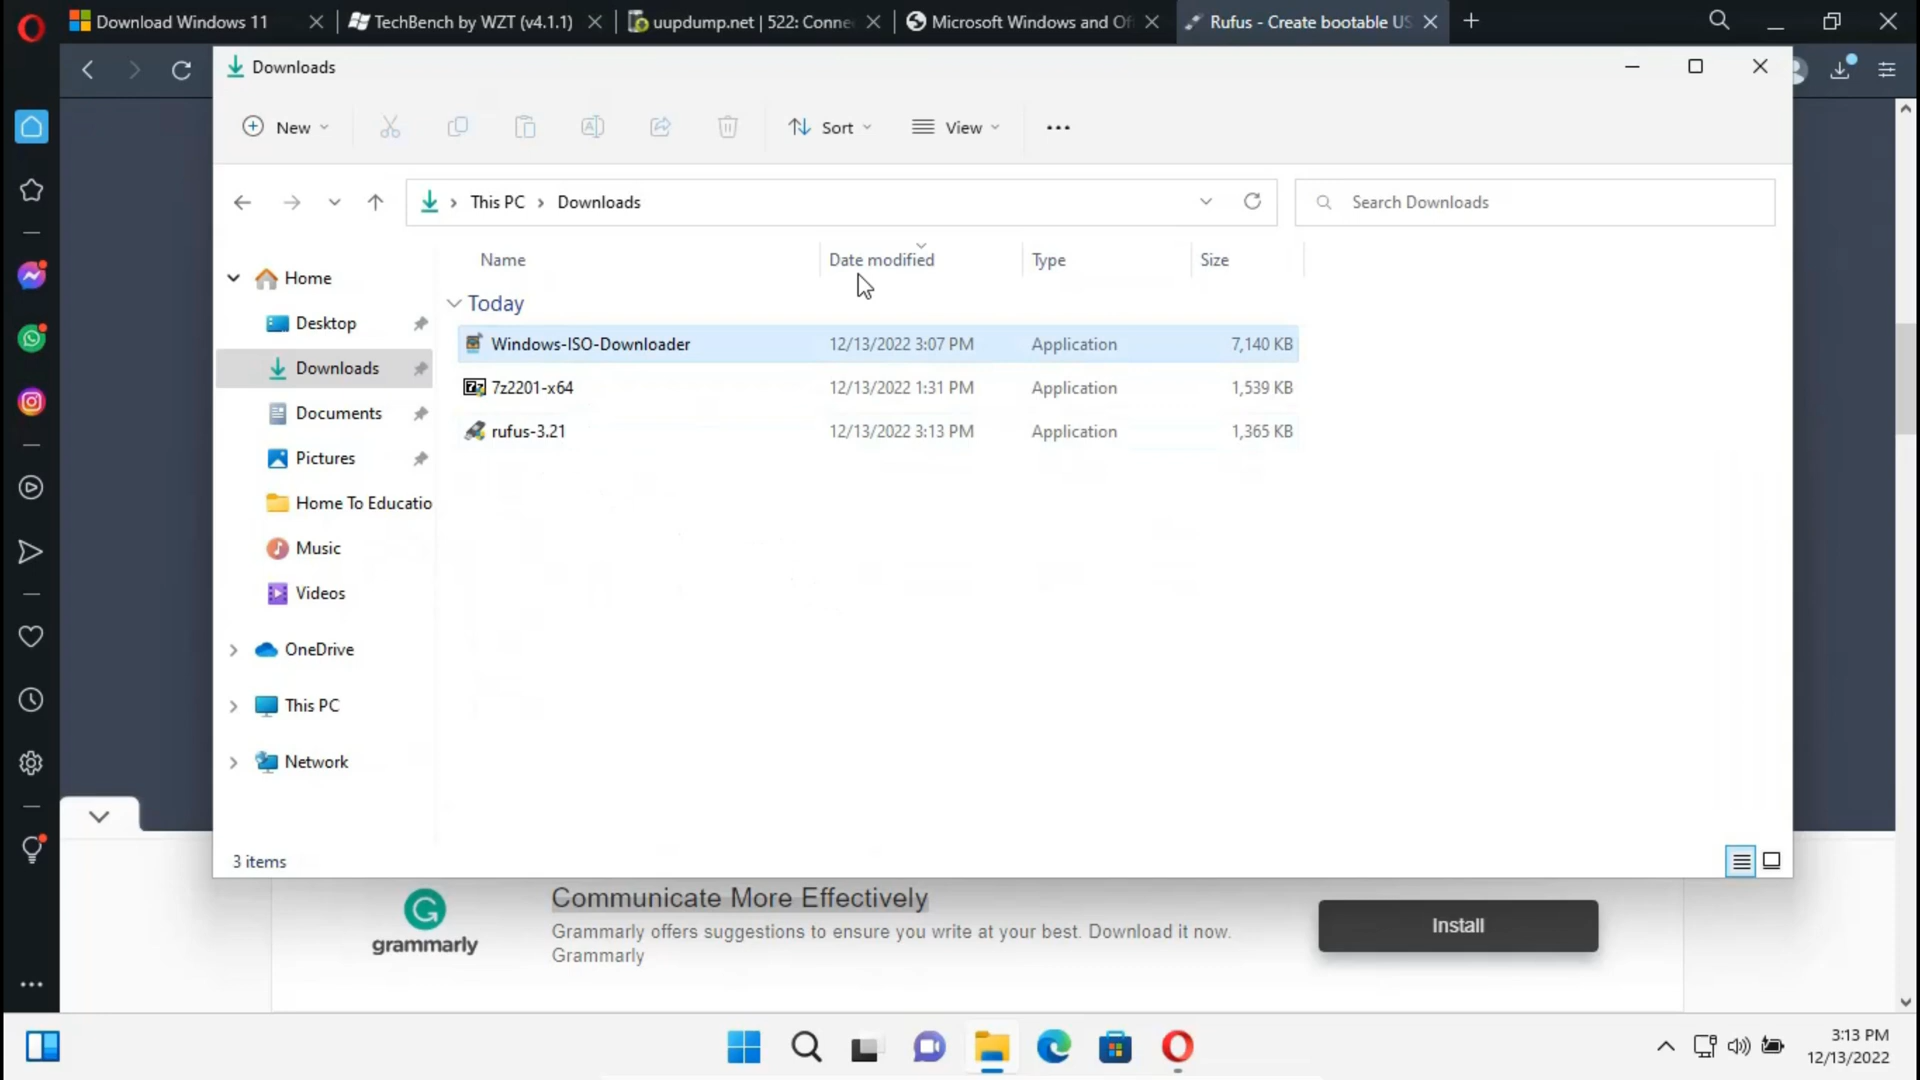 Download Windows 11
TechBench by WZT (v4.1.1)
uupdump.net | 522: Conne
Microsoft Windows and Of
Rufus - Create bootable US
Downloads
New
Sort
View
This PC
Downloads
Search Downloads
Name
Date modified
Type
Size
Home
Today
Desktop
Windows-ISO-Downloader
12/13/2022 3:07 PM
Application
7,140 KB
Downloads
7z2201-x64
12/13/2022 1:31 PM
Application
1,539 KB
Documents
rufus-3.21
12/13/2022 3:13 PM
Application
1,365 KB
Pictures
Home To Educatio
Music
Videos
OneDrive
This PC
Network
3 items
Communicate More Effectively
grammarly
Grammarly offers suggestions to ensure you write at your best. Download it now.
Grammarly
Install
3:13 PM
12/13/2022